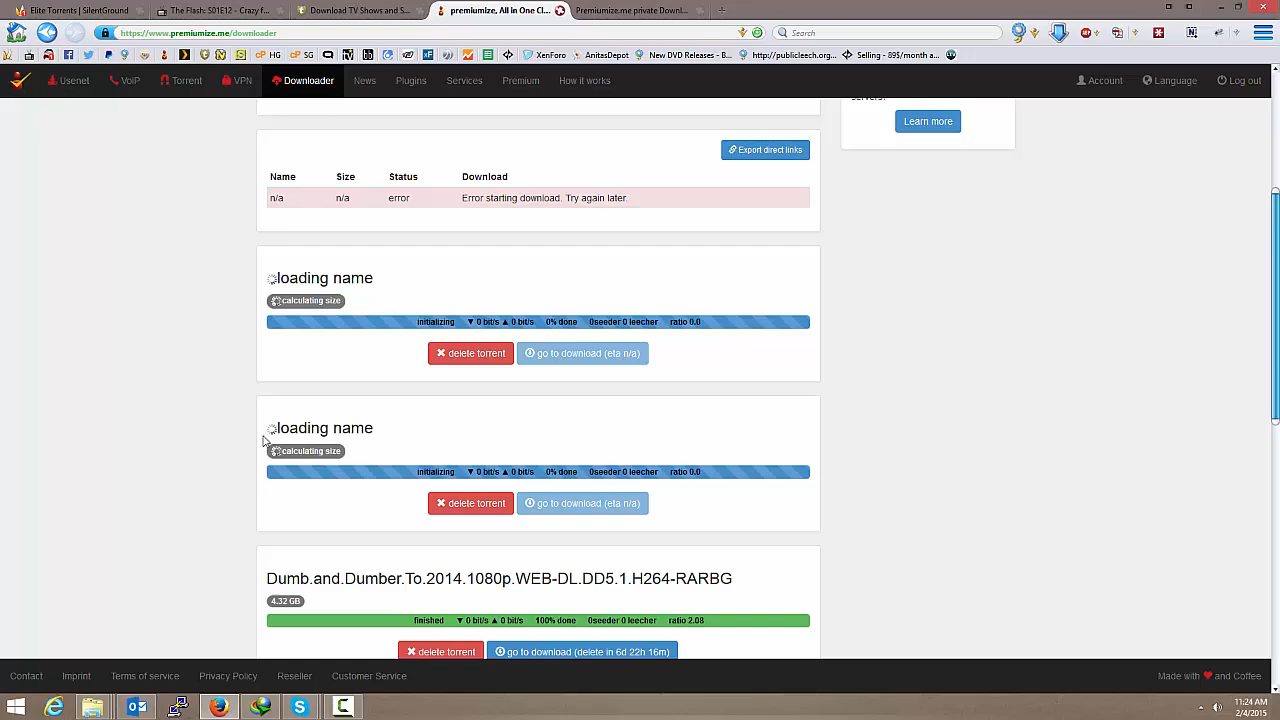 Elite Torrents | SilentGround
The Flash: S01E12 - Crazy f...
Download TV Shows and S...
premiumize, All in One Cl...
Premiumize.me private Downl...
https://www.premiumize.me/downloader
Search
HG
SG
XenForo
AnitasDepot
New DVD Releases - B...
http://publicleech.org...
Selling - 89$/month a...
Usenet
VoIP
Torrent
VPN
Downloader
News
Plugins
Services
Premium
How it works
Account
Language
Log out
Learn more
Export direct links
Name Size Status Download
n/a n/a error Error starting download. Try again later.
loading name
calculating size
initializing ▼ 0 bit/s ▲ 0 bit/s 0% done 0seeder 0 leecher ratio 0.0
delete torrent
go to download (eta n/a)
loading name
calculating size
initializing ▼ 0 bit/s ▲ 0 bit/s 0% done 0seeder 0 leecher ratio 0.0
delete torrent
go to download (eta n/a)
Dumb.and.Dumber.To.2014.1080p.WEB-DL.DD5.1.H264-RARBG
4.32 GB
finished ▼ 0 bit/s ▲ 0 bit/s 100% done 0seeder 0 leecher ratio 2.08
delete torrent
go to download (delete in 6d 22h 16m)
Contact
Imprint
Terms of service
Privacy Policy
Reseller
Customer Service
Made with ♥ and Coffee
11:24 AM
2/4/2015